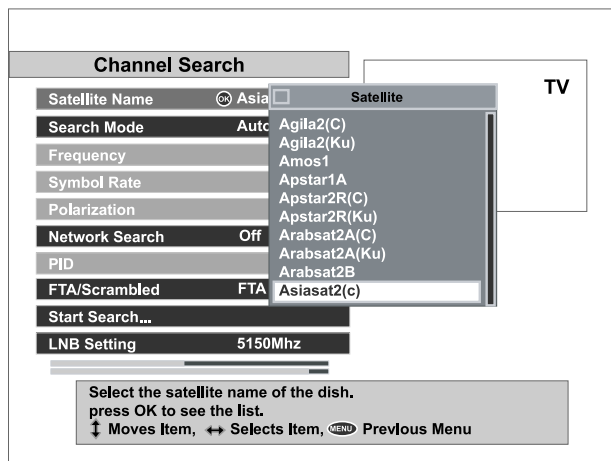 Channel Search
TV
Satellite Name OK Asia
Search Mode Auto
Frequency
Symbol Rate
Polarization
Network Search Off
PID
FTA/Scrambled FTA
Start Search...
LNB Setting 5150Mhz
Satellite
Agila2(C)
Agila2(Ku)
Amos1
Apstar1A
Apstar2R(C)
Apstar2R(Ku)
Arabsat2A(C)
Arabsat2A(Ku)
Arabsat2B
Asiasat2(c)
Select the satellite name of the dish.
press OK to see the list.
Moves Item, Selects Item, MENU Previous Menu